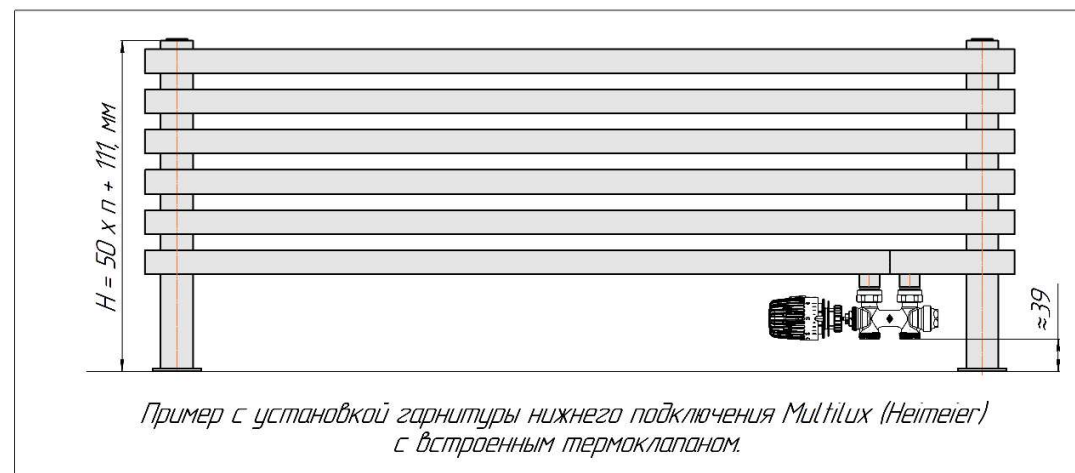 H = 50 x n + 111, мм
≈39
Пример с установкой гарнитуры нижнего подключения Multilux (Heimeier)
с встроенным термоклапаном.